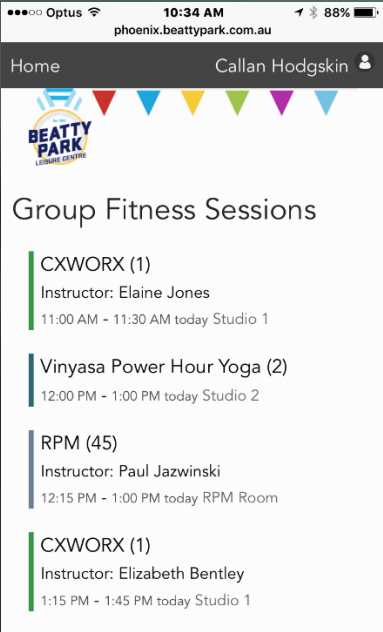 Optus 10:34 AM 88%
phoenix.beattypark.com.au
Home Callan Hodgskin
BEATTY
PARK
LEISURE CENTRE
Group Fitness Sessions
CXWORX (1)
Instructor: Elaine Jones
11:00 AM - 11:30 AM today Studio 1
Vinyasa Power Hour Yoga (2)
12:00 PM - 1:00 PM today Studio 2
RPM (45)
Instructor: Paul Jazwinski
12:15 PM - 1:00 PM today RPM Room
CXWORX (1)
Instructor: Elizabeth Bentley
1:15 PM - 1:45 PM today Studio 1